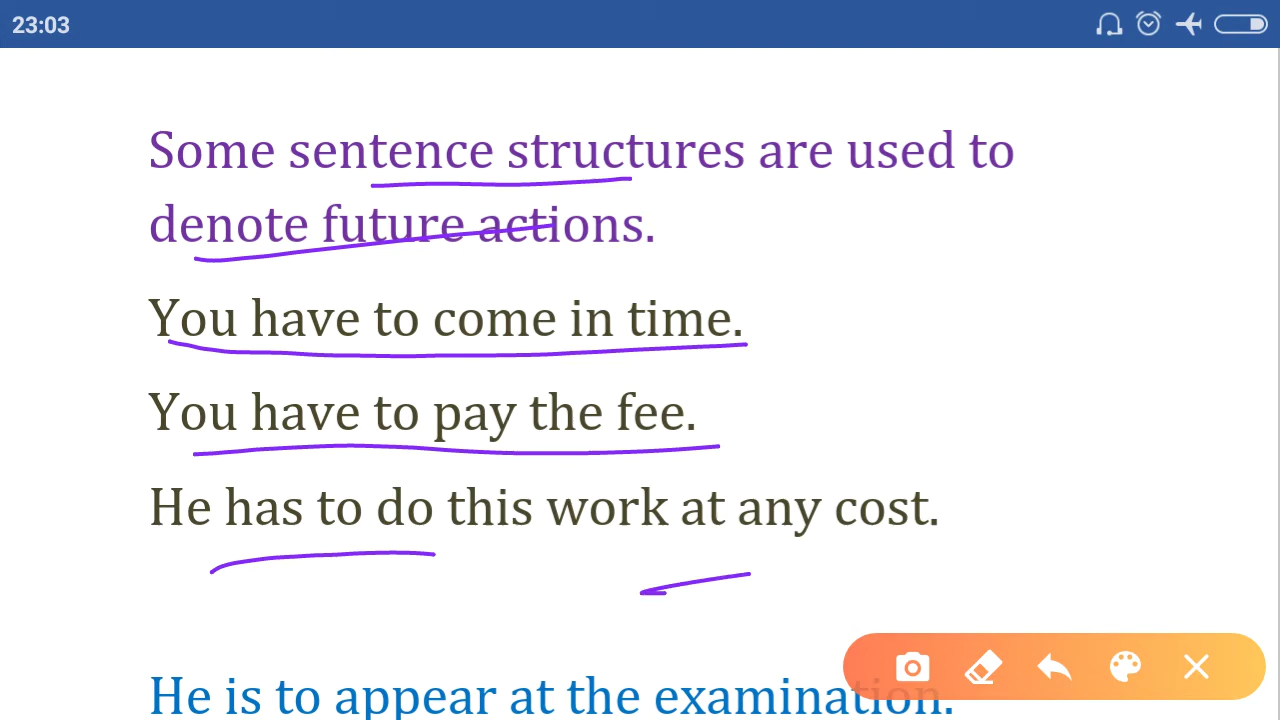 23:03
Some sentence structures are used to
denote future actions.
You have to come in time.
You have to pay the fee.
He has to do this work at any cost.
He is to appear at the examination.